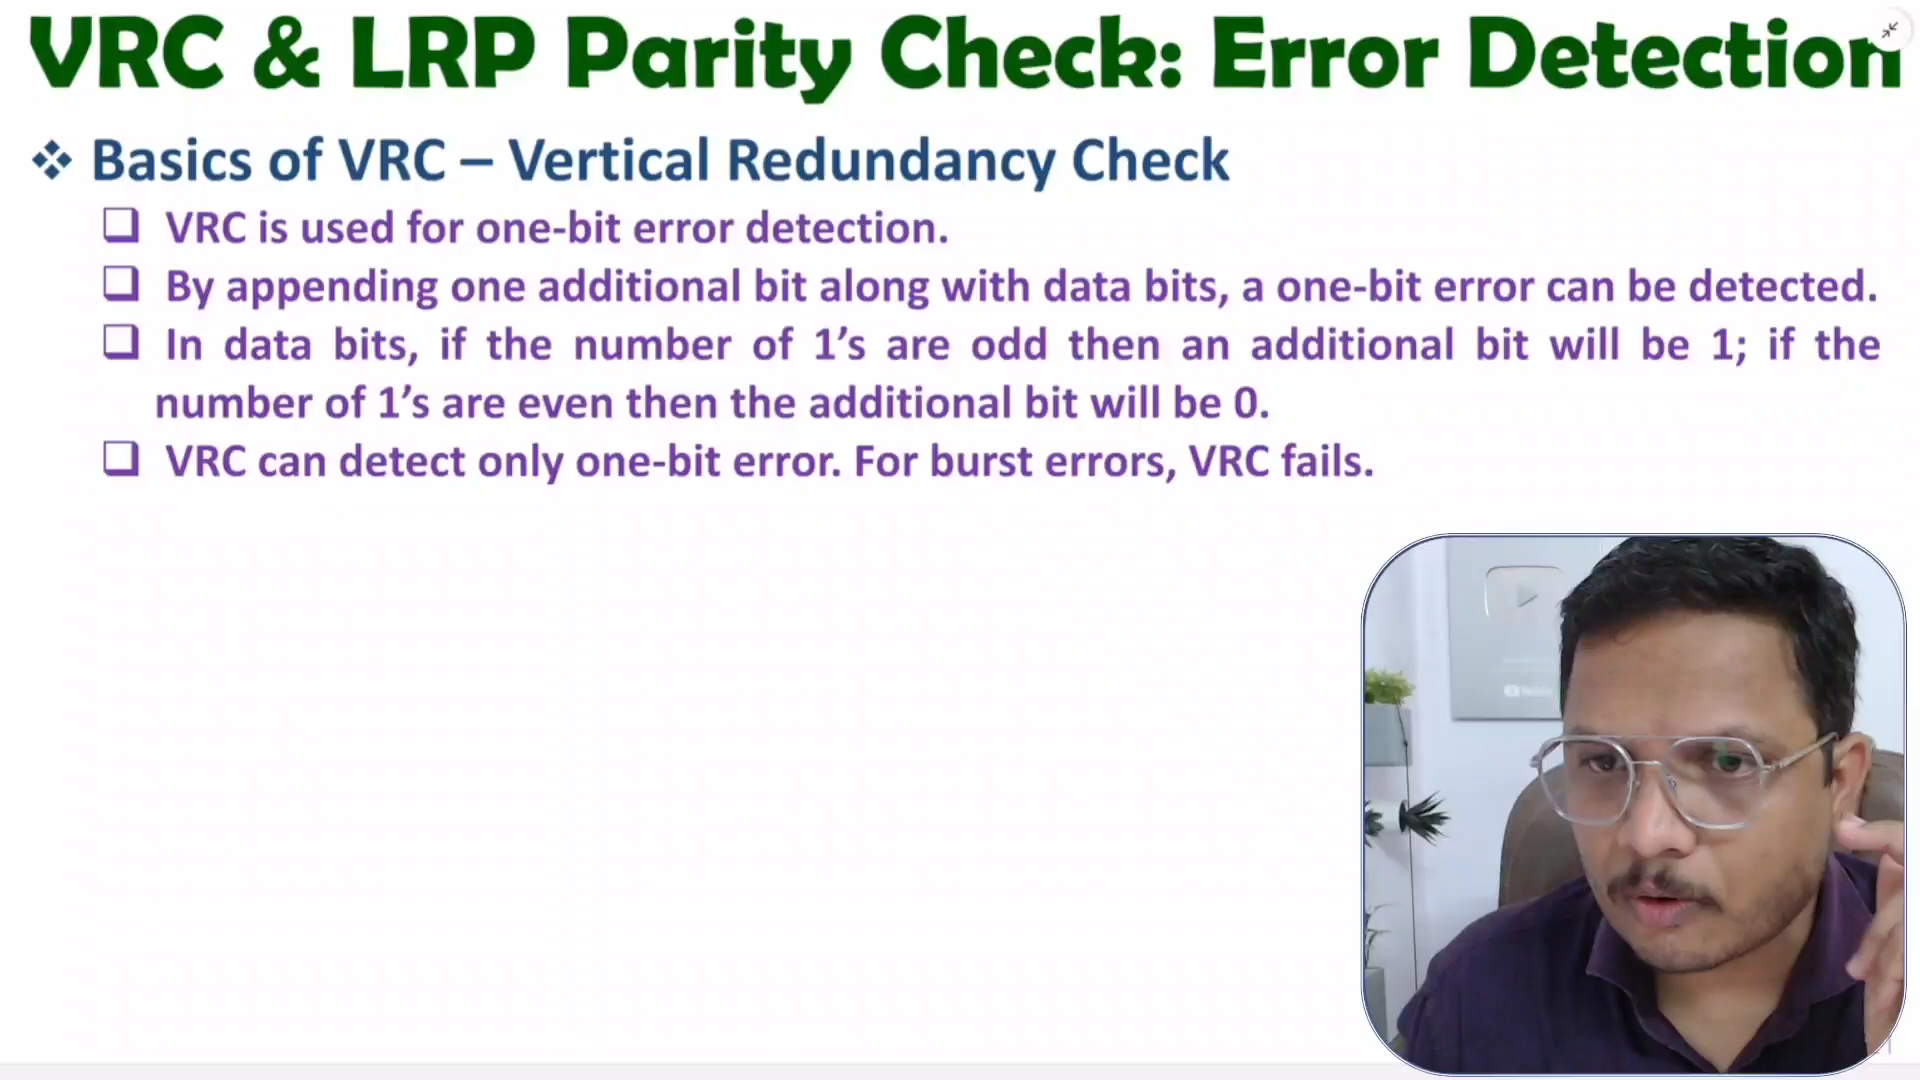 VRC & LRP Parity Check: Error Detection
❖ Basics of VRC – Vertical Redundancy Check
❑ VRC is used for one-bit error detection.
❑ By appending one additional bit along with data bits, a one-bit error can be detected.
❑ In data bits, if the number of 1’s are odd then an additional bit will be 1; if the
number of 1’s are even then the additional bit will be 0.
❑ VRC can detect only one-bit error. For burst errors, VRC fails.